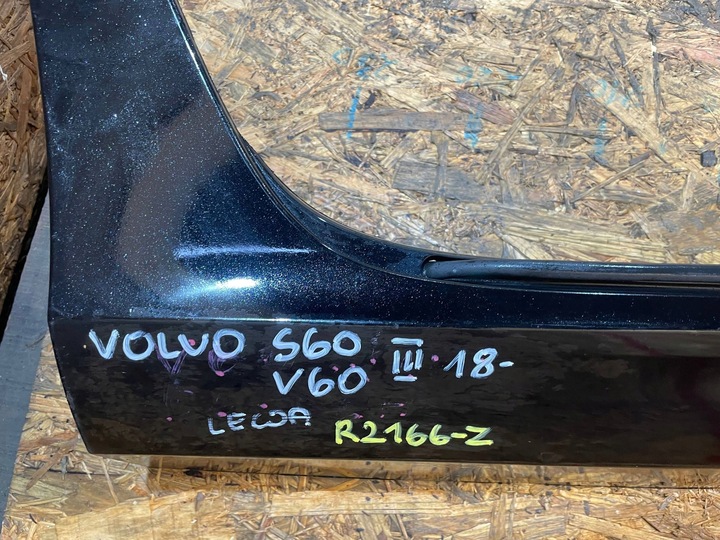 VOLVO S60 III 18-
V60
LEWA
R2166-Z